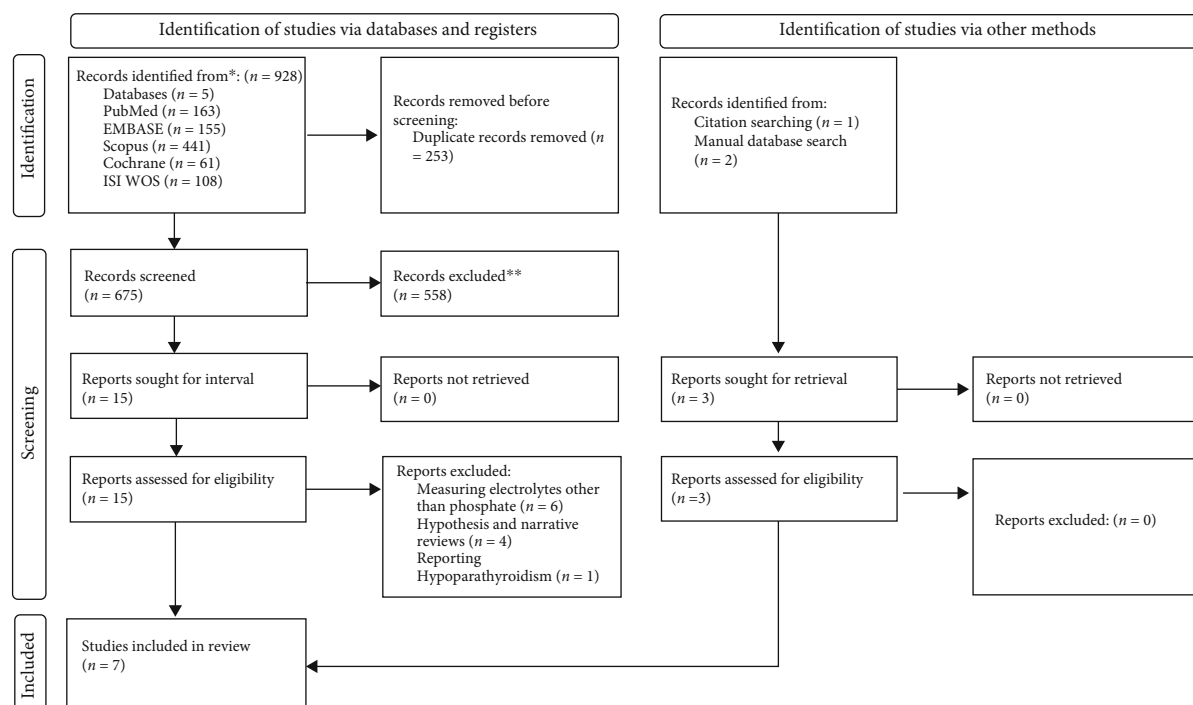 Identification of studies via databases and registers
Identification of studies via other methods
Identification
Records identified from*: (n = 928)
Databases (n = 5)
PubMed (n = 163)
EMBASE (n = 155)
Scopus (n = 441)
Cochrane (n = 61)
ISI WOS (n = 108)
Records removed before
screening:
Duplicate records removed (n
= 253)
Records identified from:
Citation searching (n = 1)
Manual database search
(n = 2)
Screening
Records screened
(n = 675)
Records excluded**
(n = 558)
Reports sought for interval
(n = 15)
Reports not retrieved
(n = 0)
Reports sought for retrieval
(n = 3)
Reports not retrieved
(n = 0)
Reports assessed for eligibility
(n = 15)
Reports excluded:
Measuring electrolytes other
than phosphate (n = 6)
Hypothesis and narrative
reviews (n = 4)
Reporting
Hypoparathyroidism (n = 1)
Reports assessed for eligibility
(n =3)
Reports excluded: (n = 0)
Included
Studies included in review
(n = 7)